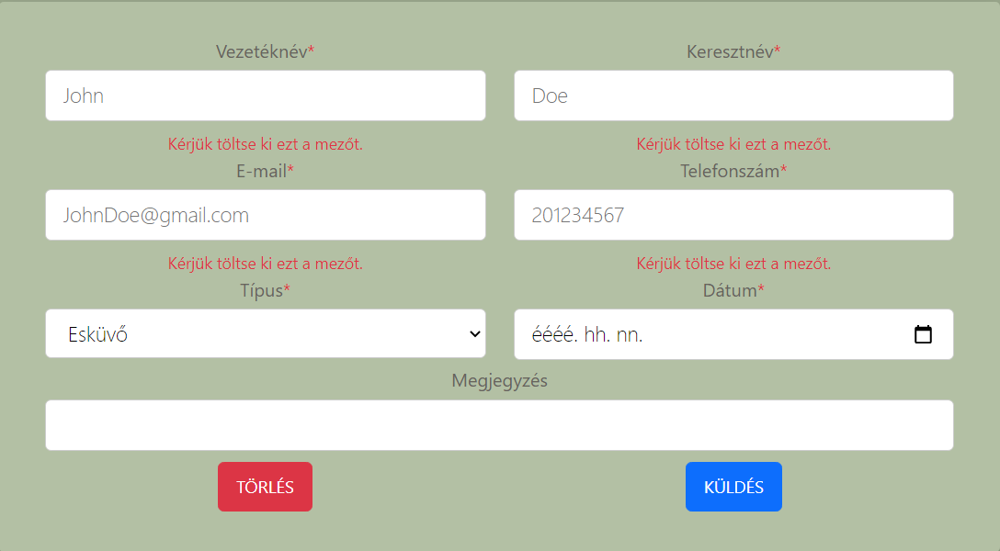 Vezetéknév* Keresztnév*
John Doe
Kérjük töltse ki ezt a mezőt. Kérjük töltse ki ezt a mezőt.
E-mail* Telefonszám*
JohnDoe@gmail.com 201234567
Kérjük töltse ki ezt a mezőt. Kérjük töltse ki ezt a mezőt.
Típus* Dátum*
Esküvő éééé. hh. nn.
Megjegyzés
TÖRLÉS KÜLDÉS